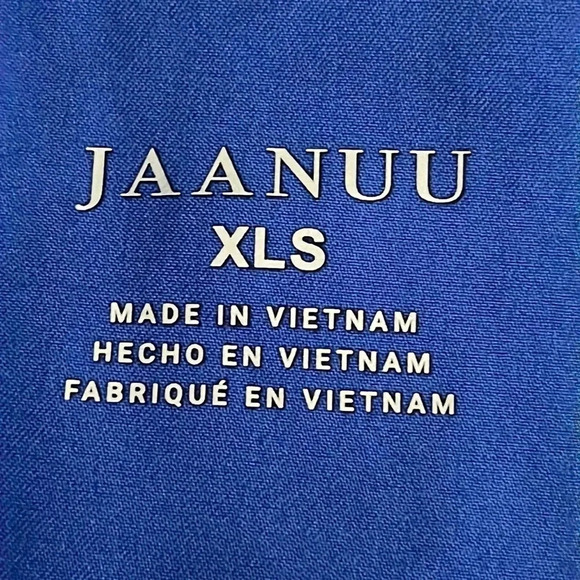 JAANUU
XLS
MADE IN VIETNAM
HECHO EN VIETNAM
FABRIQUÉ EN VIETNAM